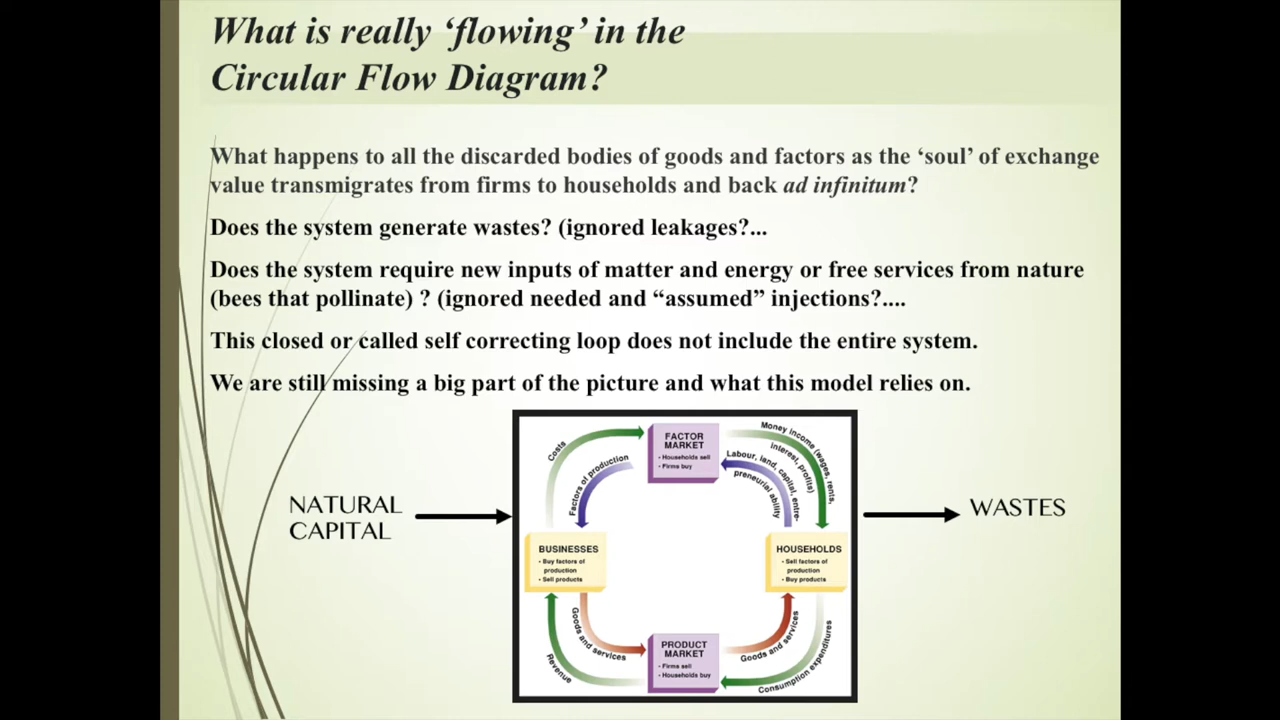 What is really ‘flowing’ in the
Circular Flow Diagram?
What happens to all the discarded bodies of goods and factors as the ‘soul’ of exchange
value transmigrates from firms to households and back ad infinitum?
Does the system generate wastes? (ignored leakages?...
Does the system require new inputs of matter and energy or free services from nature
(bees that pollinate) ? (ignored needed and “assumed” injections?....
This closed or called self correcting loop does not include the entire system.
We are still missing a big part of the picture and what this model relies on.
NATURAL
CAPITAL
Costs
Factors of production
FACTOR
MARKET
• Households sell
• Firms buy
Money income (wages, rents,
interest, profits)
Labour, land, capital, entre-
preneurial ability
BUSINESSES
• Buy factors of
production
• Sell products
HOUSEHOLDS
• Sell factors of
production
• Buy products
Revenue
Goods and services
PRODUCT
MARKET
• Firms sell
• Households buy
Goods and services
Consumption expenditures
WASTES